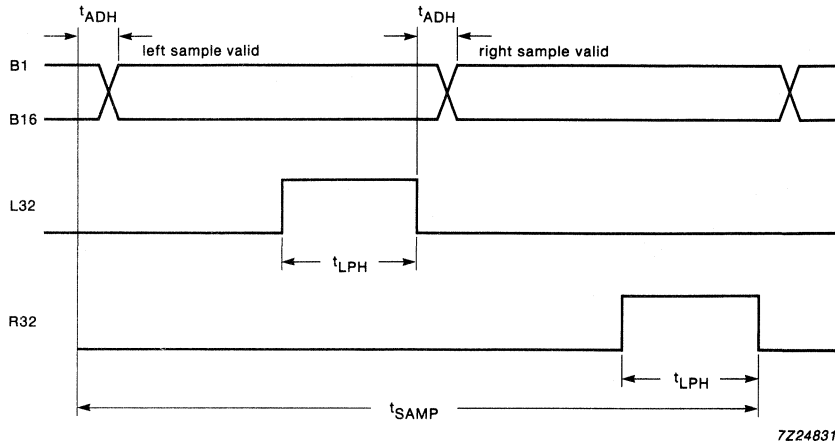 tADH
tADH
left sample valid
right sample valid
B1
B16
L32
tLPH
R32
tLPH
tSAMP
7Z24831